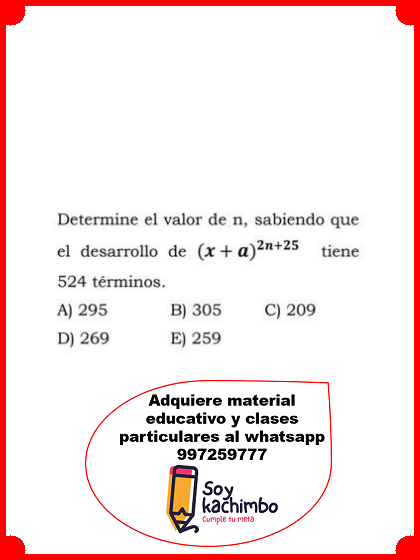 Determine el valor de n, sabiendo que
el desarrollo de (x + a)²ⁿ⁺²⁵ tiene
524 términos.
A) 295 B) 305 C) 209
D) 269 E) 259
Adquiere material
educativo y clases
particulares al whatsapp
997259777
Soy
kachimbo
Cumple tu meta